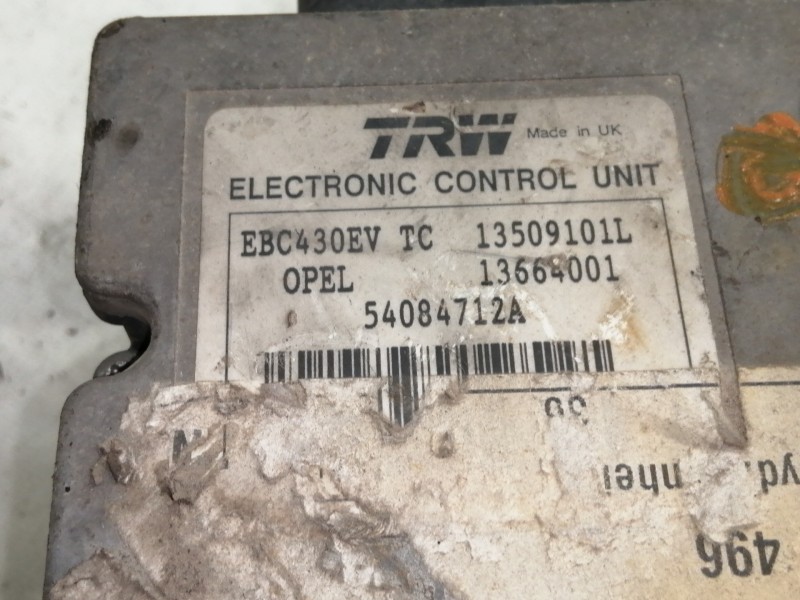 TRW Made in UK
ELECTRONIC CONTROL UNIT
EBC430EV TC 13509101L
OPEL 13664001
54084712A
496